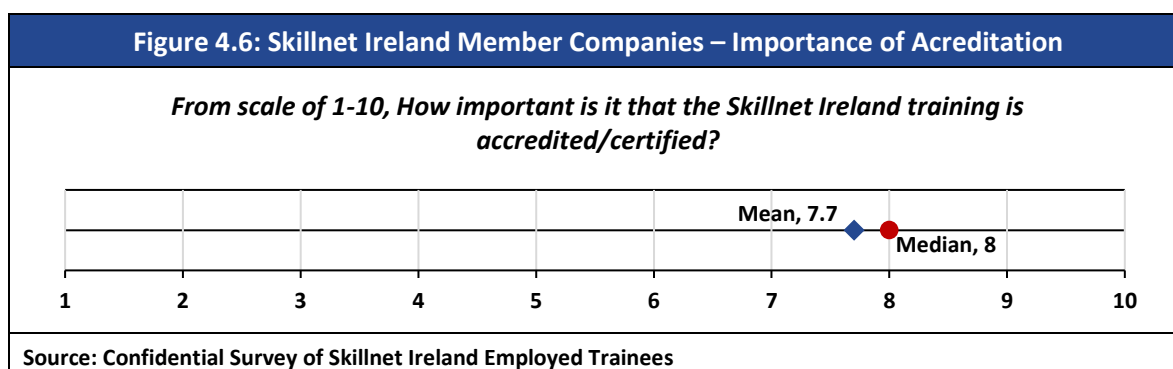 Figure 4.6: Skillnet Ireland Member Companies – Importance of Acreditation
From scale of 1-10, How important is it that the Skillnet Ireland training is
accredited/certified?
Mean, 7.7
Median, 8
1 2 3 4 5 6 7 8 9 10
Source: Confidential Survey of Skillnet Ireland Employed Trainees